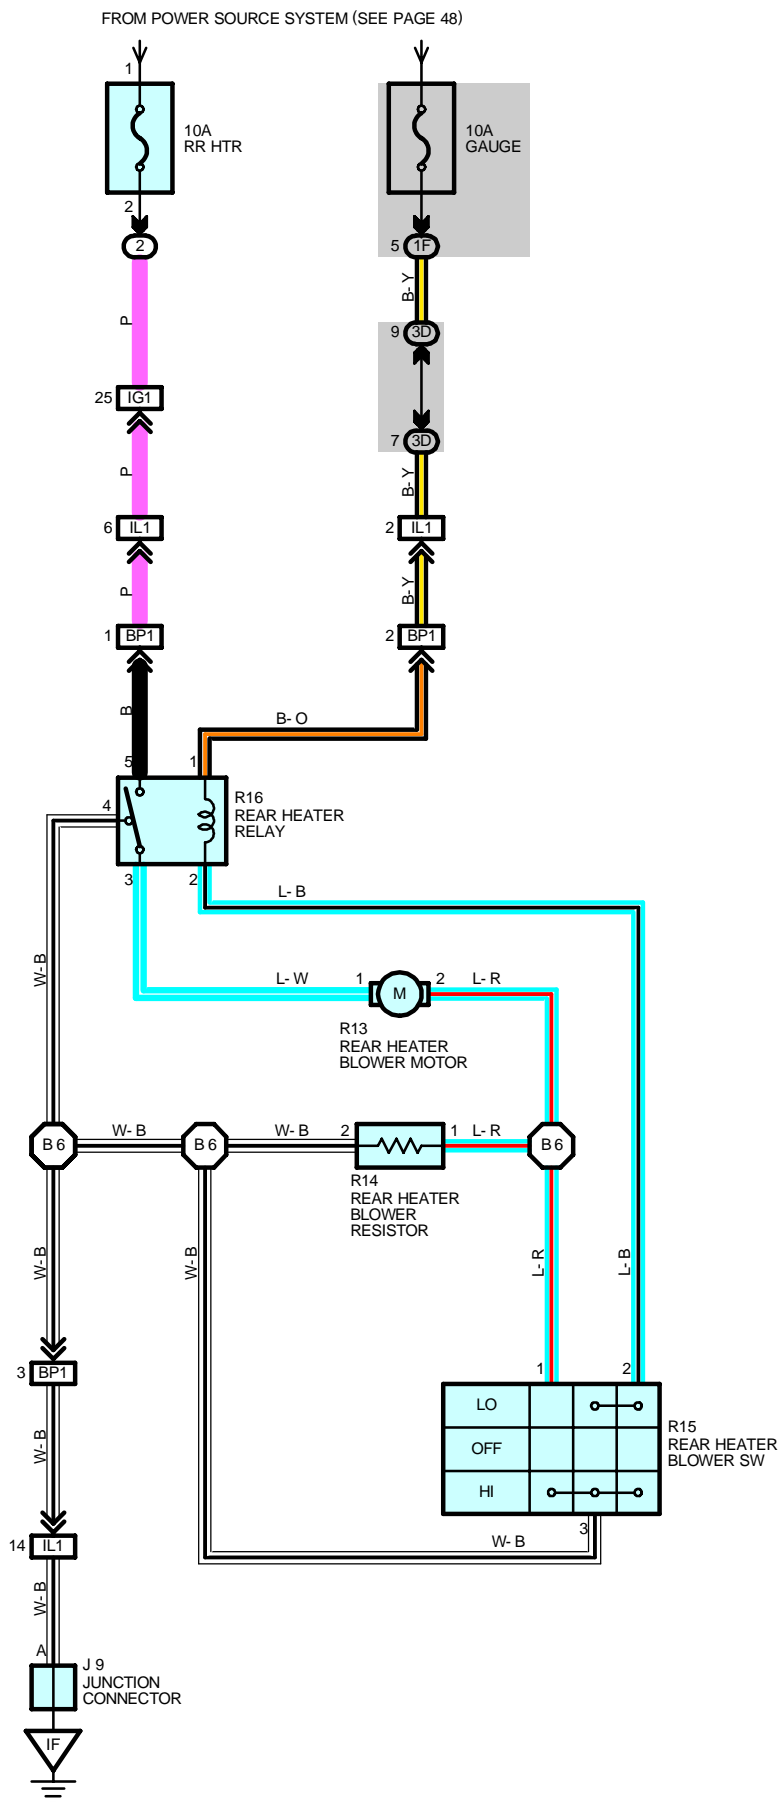 FROM POWER SOURCE SYSTEM (SEE PAGE 48)
1
10A
RR HTR
10A
GAUGE
2
2
5 1F
B-Y
P
9 3D
25 IG1
7 3D
P
B-Y
6 IL1
2 IL1
P
B-Y
1 BP1
2 BP1
B
B-O
5
1
R16
REAR HEATER
RELAY
4
3
2
L-B
W-B
L-W
1
M
2
L-R
R13
REAR HEATER
BLOWER MOTOR
B6
W-B
B6
W-B
2
1
L-R
B6
R14
REAR HEATER
BLOWER
RESISTOR
W-B
W-B
L-R
L-B
3 BP1
1
2
LO
OFF
HI
R15
REAR HEATER
BLOWER SW
W-B
3
W-B
14 IL1
W-B
A
J9
JUNCTION
CONNECTOR
IF